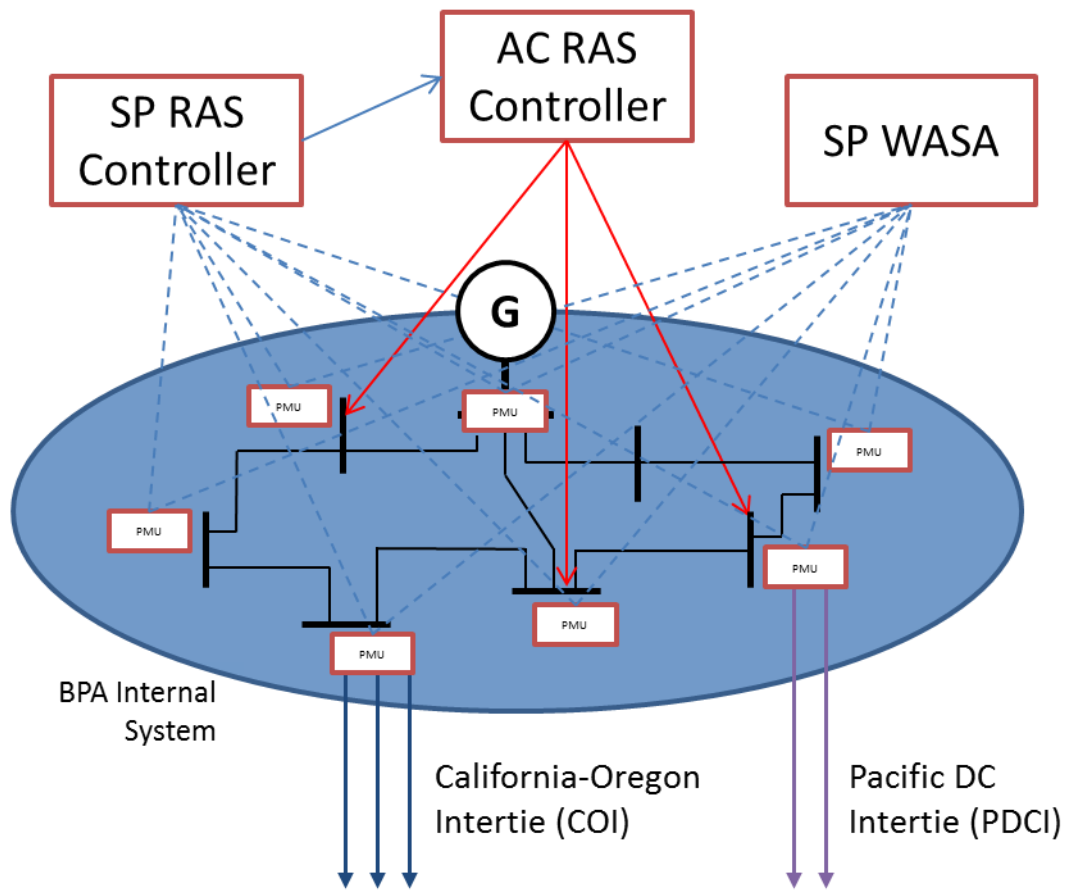 AC RAS
Controller
SP RAS
Controller
SP WASA
G
PMU
PMU
PMU
PMU
PMU
PMU
PMU
BPA Internal
System
California-Oregon
Intertie (COI)
Pacific DC
Intertie (PDCI)